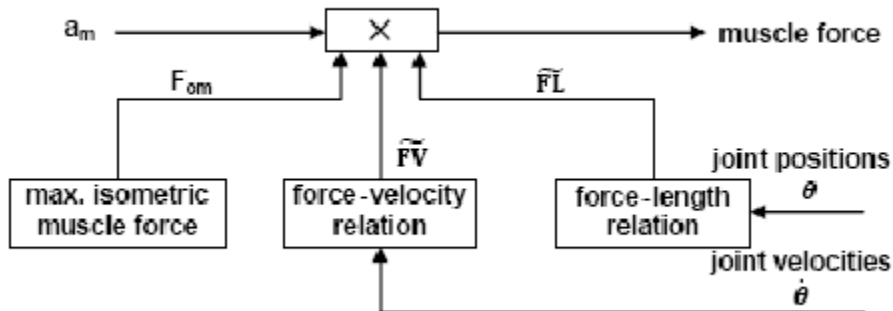 a_m
×
muscle force
F_om
F̃L̃
F̃Ṽ
joint positions
θ
max. isometric
muscle force
force-velocity
relation
force-length
relation
joint velocities
θ̇